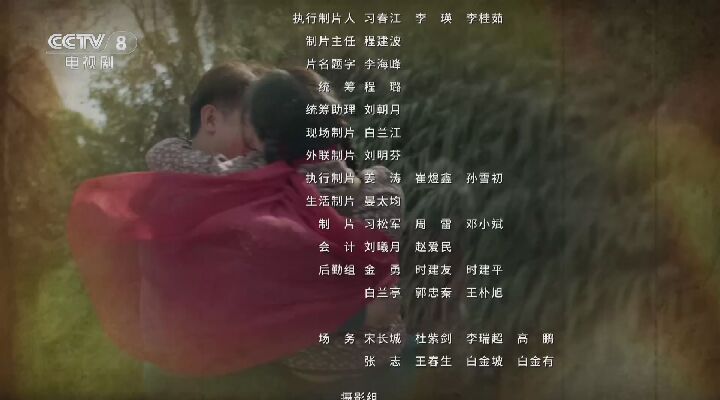 CCTV 8
电视剧
执行制片人 习春江 李瑛 李桂茹
制片主任 程建波
片名题字 李海峰
统筹 程璐
统筹助理 刘朝月
现场制片 白兰江
外联制片 刘明芬
执行制片 姜涛 崔煜鑫 孙雪初
生活制片 晏太均
制片 习松军 周雷 邓小斌
会计 刘曦月 赵爱民
后勤组 金勇 时建友 时建平
白兰亭 郭忠秦 王朴旭
场务 宋长城 杜紫剑 李瑞超 高鹏
张志 王春生 白金坡 白金有
摄影组